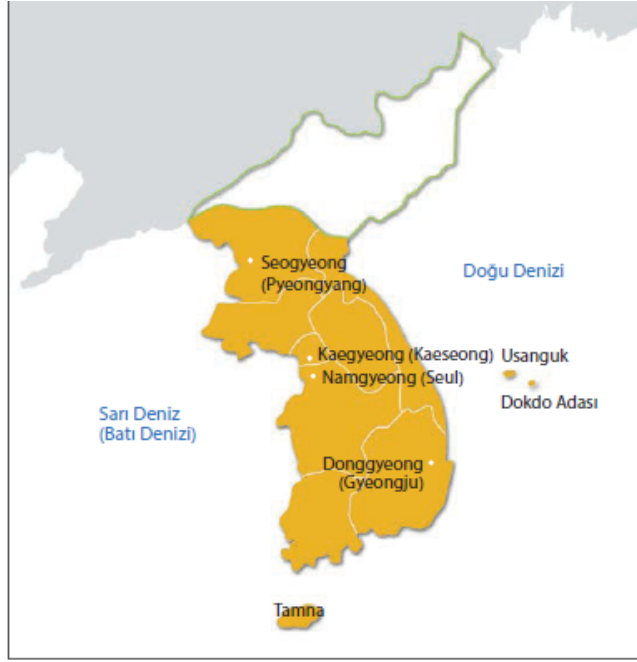 Seogyeong
(Pyeongyang)
Doğu Denizi
Kaegyeong (Kaeseong)
Usanguk
Namgyeong (Seul)
Dokdo Adası
Sarı Deniz
(Batı Denizi)
Donggyeong
(Gyeongju)
Tamna